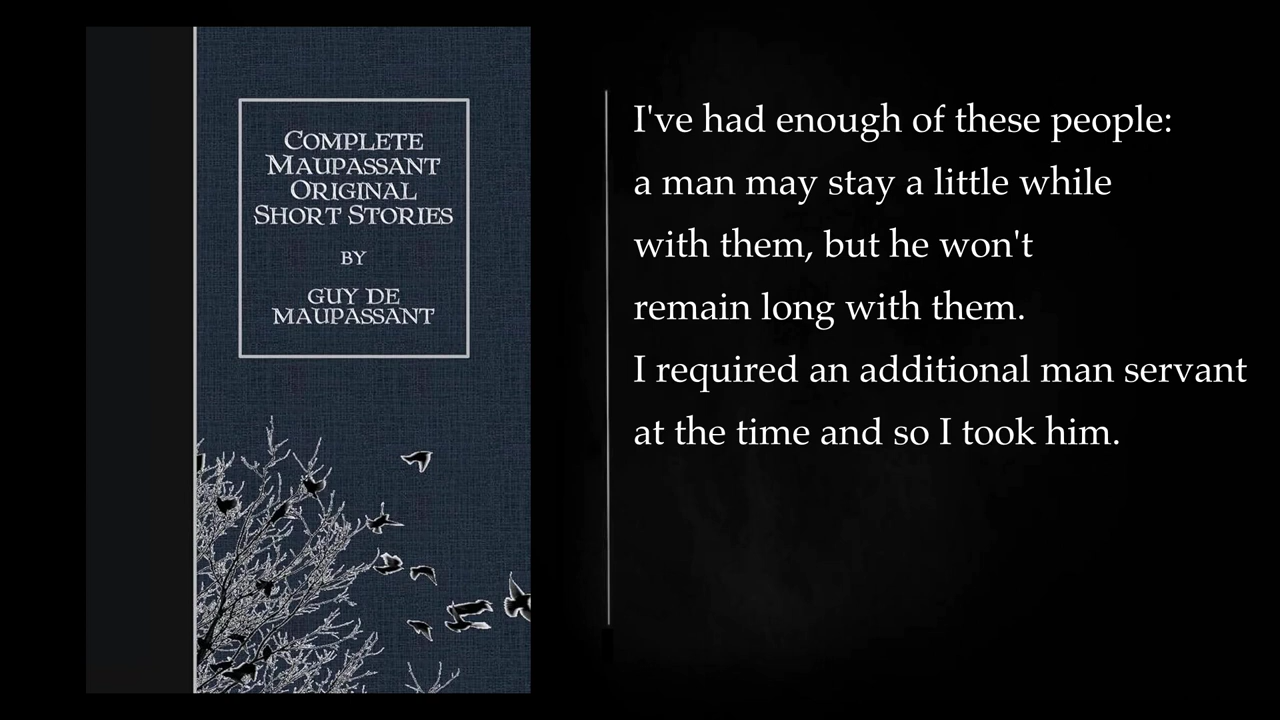 COMPLETE
MAUPASSANT
ORIGINAL
SHORT STORIES
BY
GUY DE
MAUPASSANT
I've had enough of these people:
a man may stay a little while
with them, but he won't
remain long with them.
I required an additional man servant
at the time and so I took him.